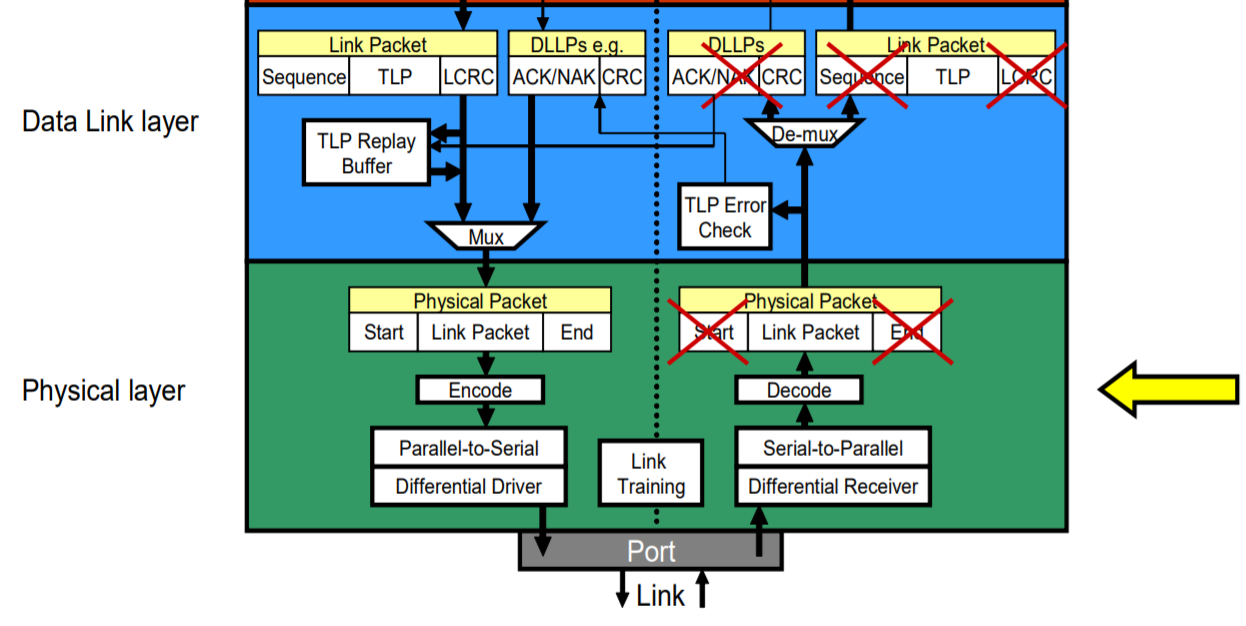 Link Packet
Sequence TLP LCRC
DLLPs e.g.
ACK/NAK CRC
DLLPs
ACK/NAK CRC
Link Packet
Sequence TLP LCRC
Data Link layer
TLP Replay
Buffer
De-mux
TLP Error
Check
Mux
Physical Packet
Start Link Packet End
Physical Packet
Start Link Packet End
Physical layer
Encode
Decode
Parallel-to-Serial
Differential Driver
Link
Training
Serial-to-Parallel
Differential Receiver
Port
Link